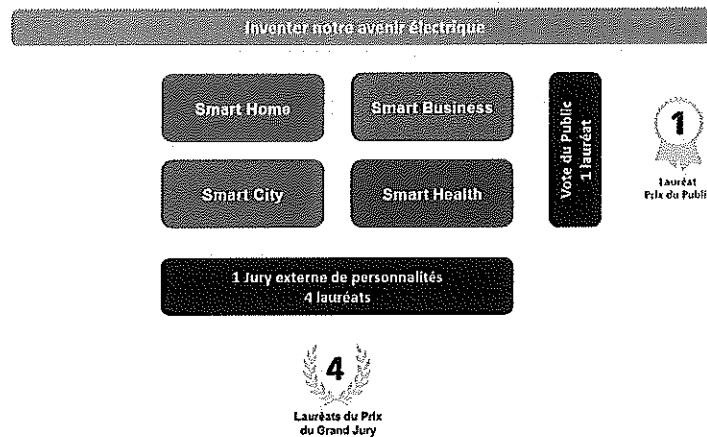 Inventer notre avenir électrique
Smart Home
Smart Business
Smart City
Smart Health
Vote du Public
1 lauréat
1
Lauréat
Prix du Publi
1 Jury externe de personnalités
4 lauréats
4
Lauréats du Prix
du Grand Jury